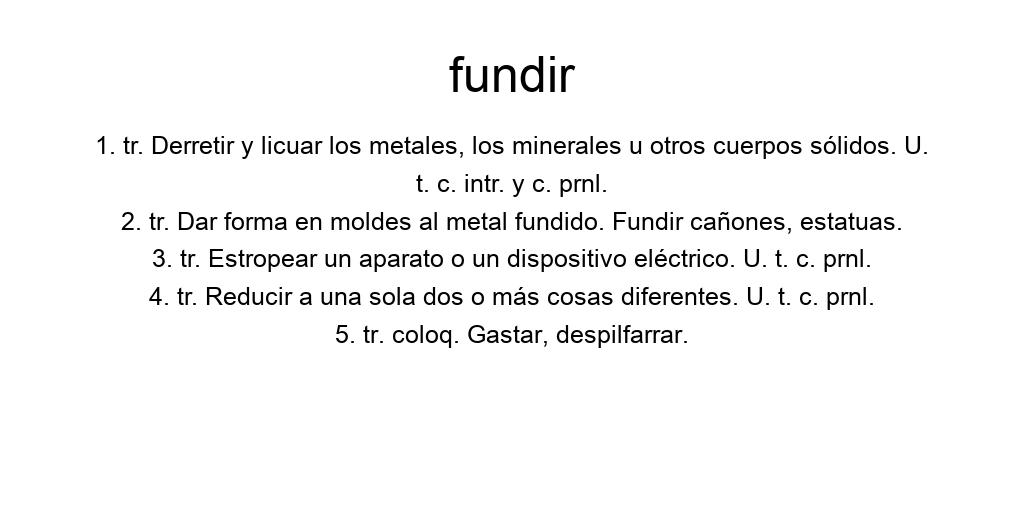 fundir
1. tr. Derretir y licuar los metales, los minerales u otros cuerpos sólidos. U.
t. c. intr. y c. prnl.
2. tr. Dar forma en moldes al metal fundido. Fundir cañones, estatuas.
3. tr. Estropear un aparato o un dispositivo eléctrico. U. t. c. prnl.
4. tr. Reducir a una sola dos o más cosas diferentes. U. t. c. prnl.
5. tr. coloq. Gastar, despilfarrar.